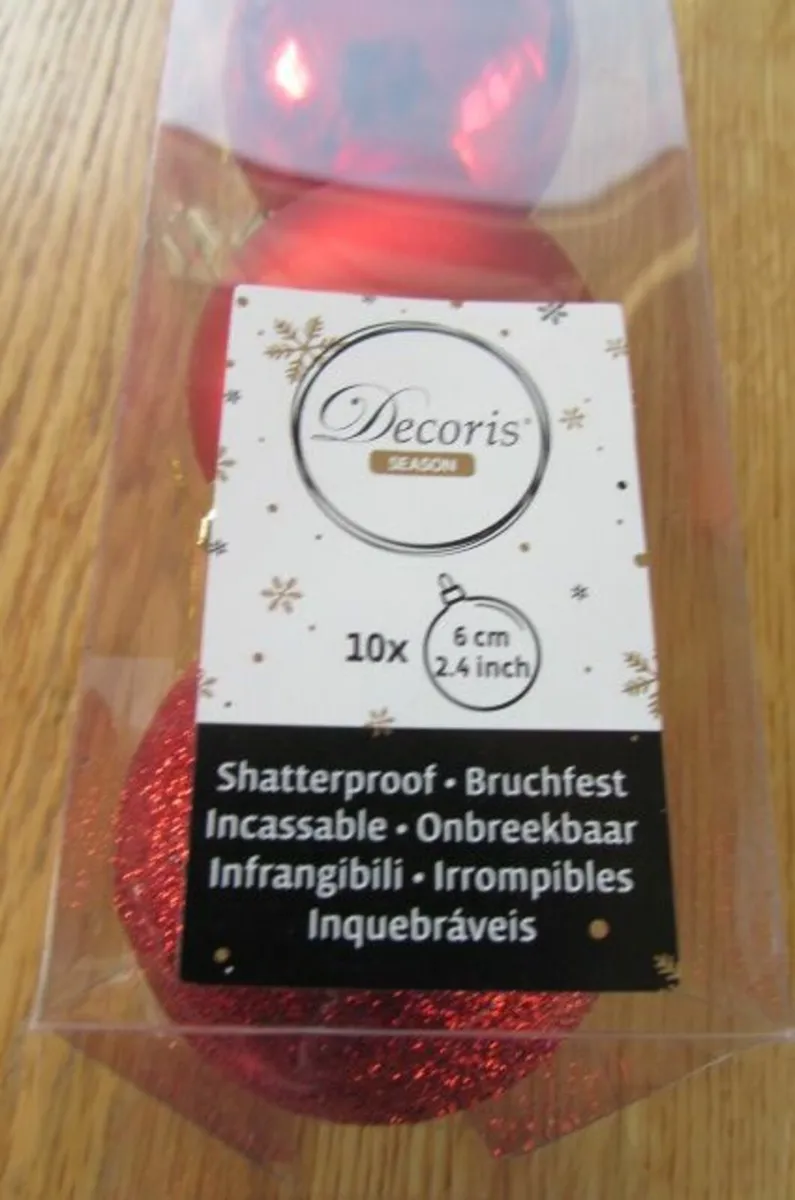 Decoris
SEASON
10x
6 cm
2.4 inch
Shatterproof • Bruchfest
Incassable • Onbreekbaar
Infrangibili • Irrompibles
Inquebráveis